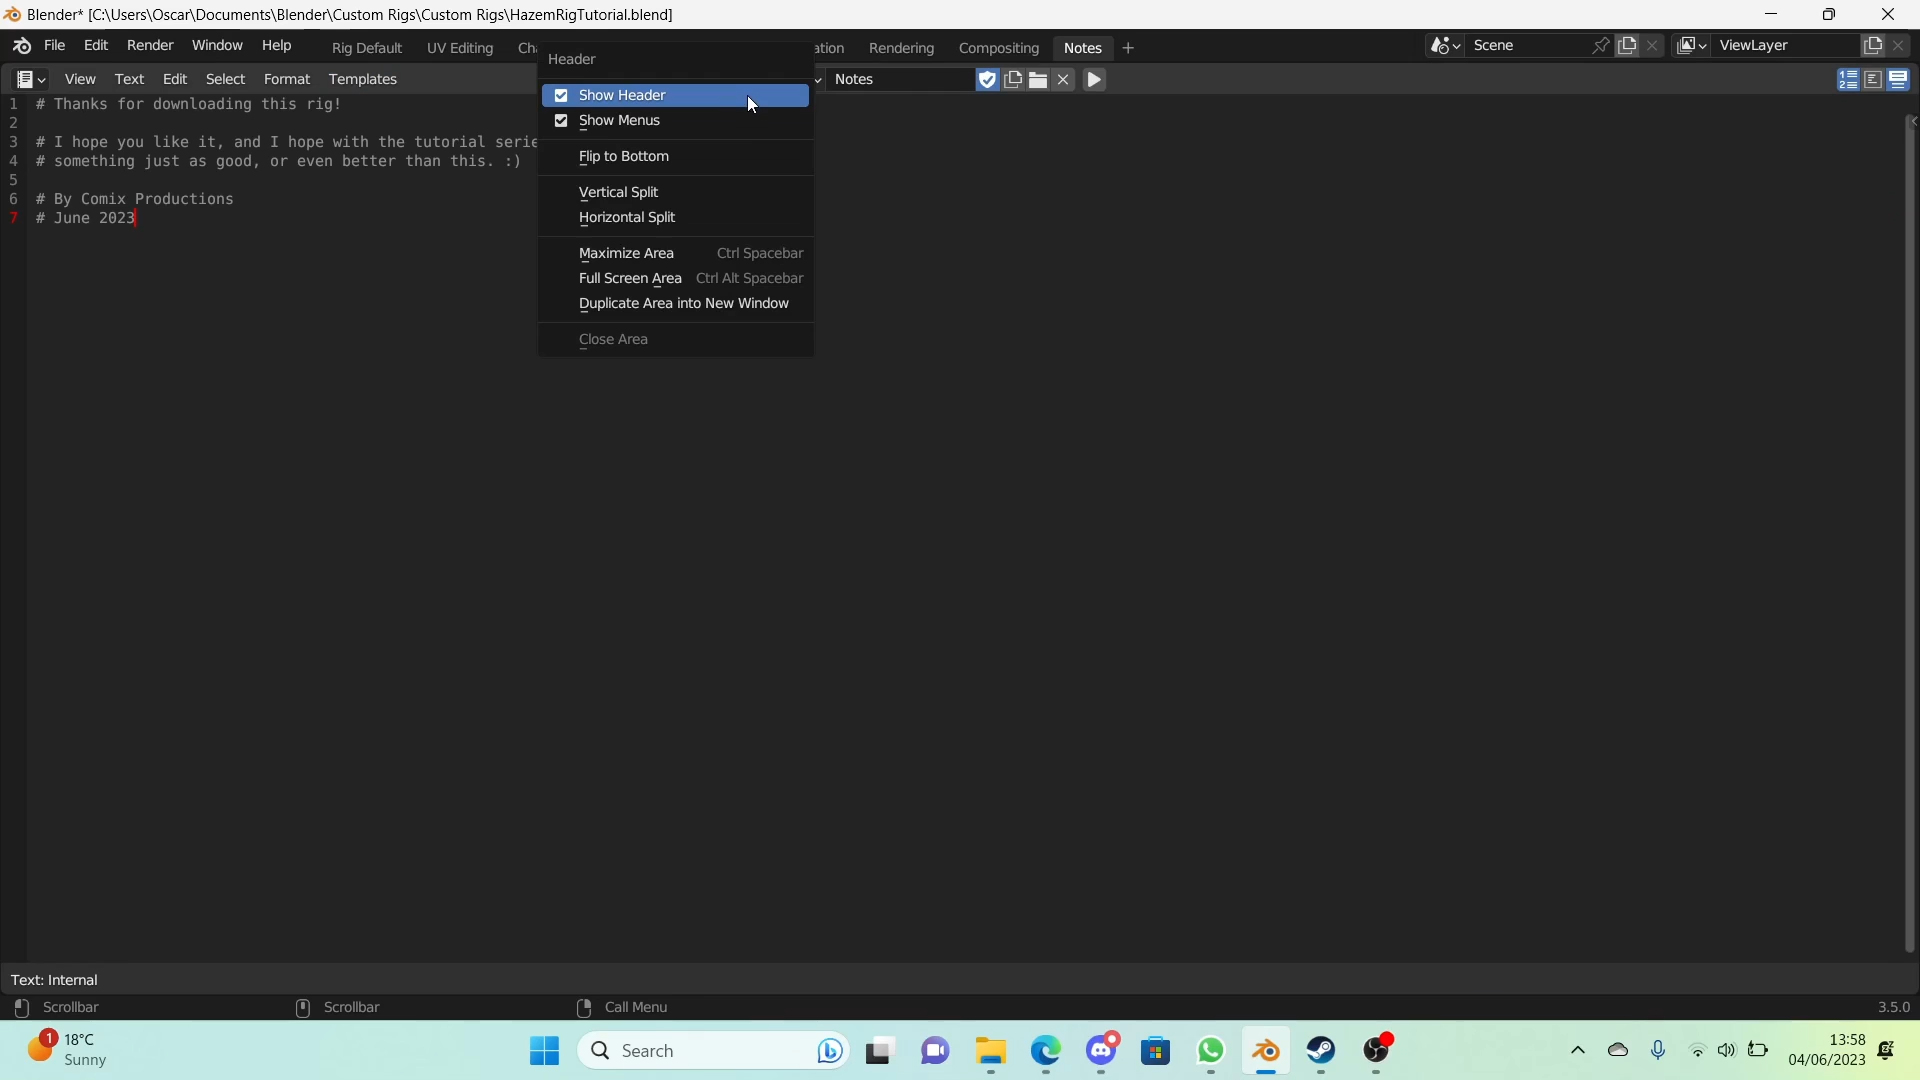 Blender* [C:\Users\Oscar\Documents\Blender\Custom Rigs\Custom Rigs\HazemRigTutorial.blend]
File Edit Render Window Help Rig Default UV Editing Rendering Compositing Notes + Scene ViewLayer
View Text Edit Select Format Templates Notes
Header
Show Header
Show Menus
Flip to Bottom
Vertical Split
Horizontal Split
Maximize Area Ctrl Spacebar
Full Screen Area Ctrl Alt Spacebar
Duplicate Area into New Window
Close Area
1 # Thanks for downloading this rig!
2
3 # I hope you like it, and I hope with the tutorial serie
4 # something just as good, or even better than this. :)
5
6 # By Comix Productions
7 # June 2023
Text: Internal
Scrollbar Scrollbar Call Menu 3.5.0
1 18°C
Sunny
Search
13:58
04/06/2023